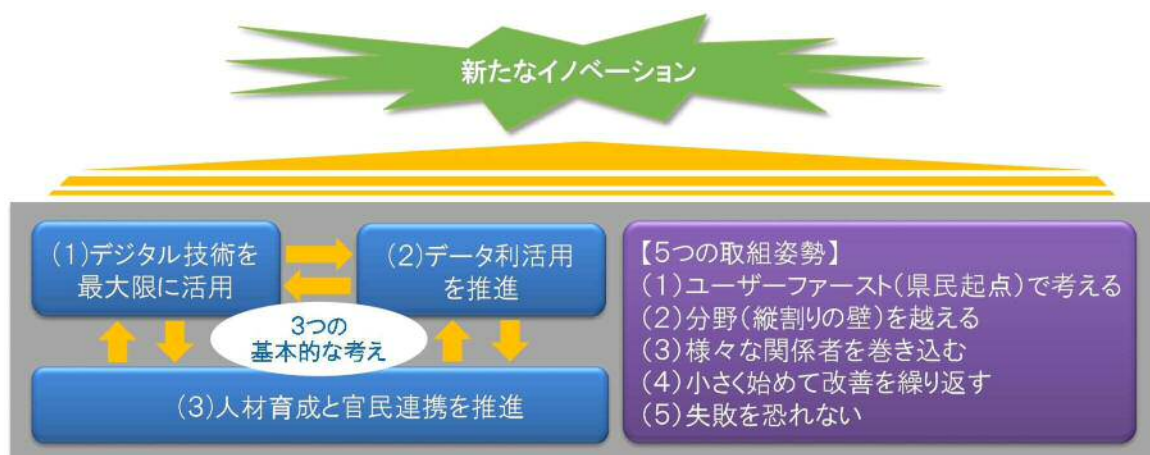 新たなイノベーション
(1)デジタル技術を
最大限に活用
(2)データ利活用
を推進
3つの
基本的な考え
(3)人材育成と官民連携を推進
【5つの取組姿勢】
(1)ユーザーファースト(県民起点)で考える
(2)分野(縦割りの壁)を越える
(3)様々な関係者を巻き込む
(4)小さく始めて改善を繰り返す
(5)失敗を恐れない